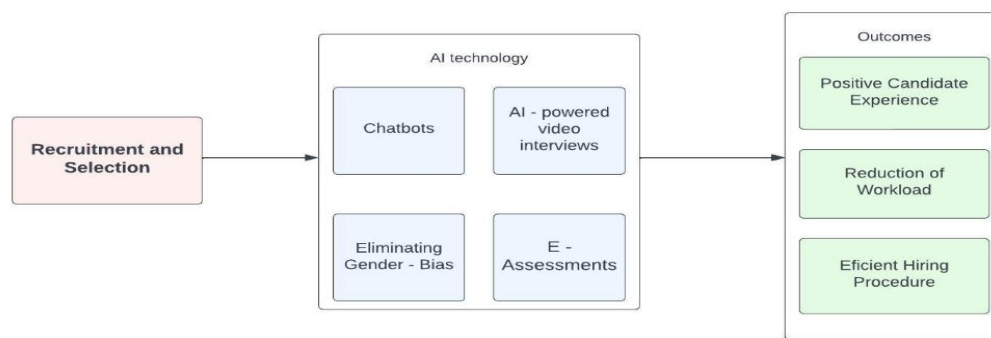 Recruitment and
Selection
AI technology
Chatbots
AI - powered
video
interviews
Eliminating
Gender - Bias
E -
Assessments
Outcomes
Positive Candidate
Experience
Reduction of
Workload
Eficient Hiring
Procedure